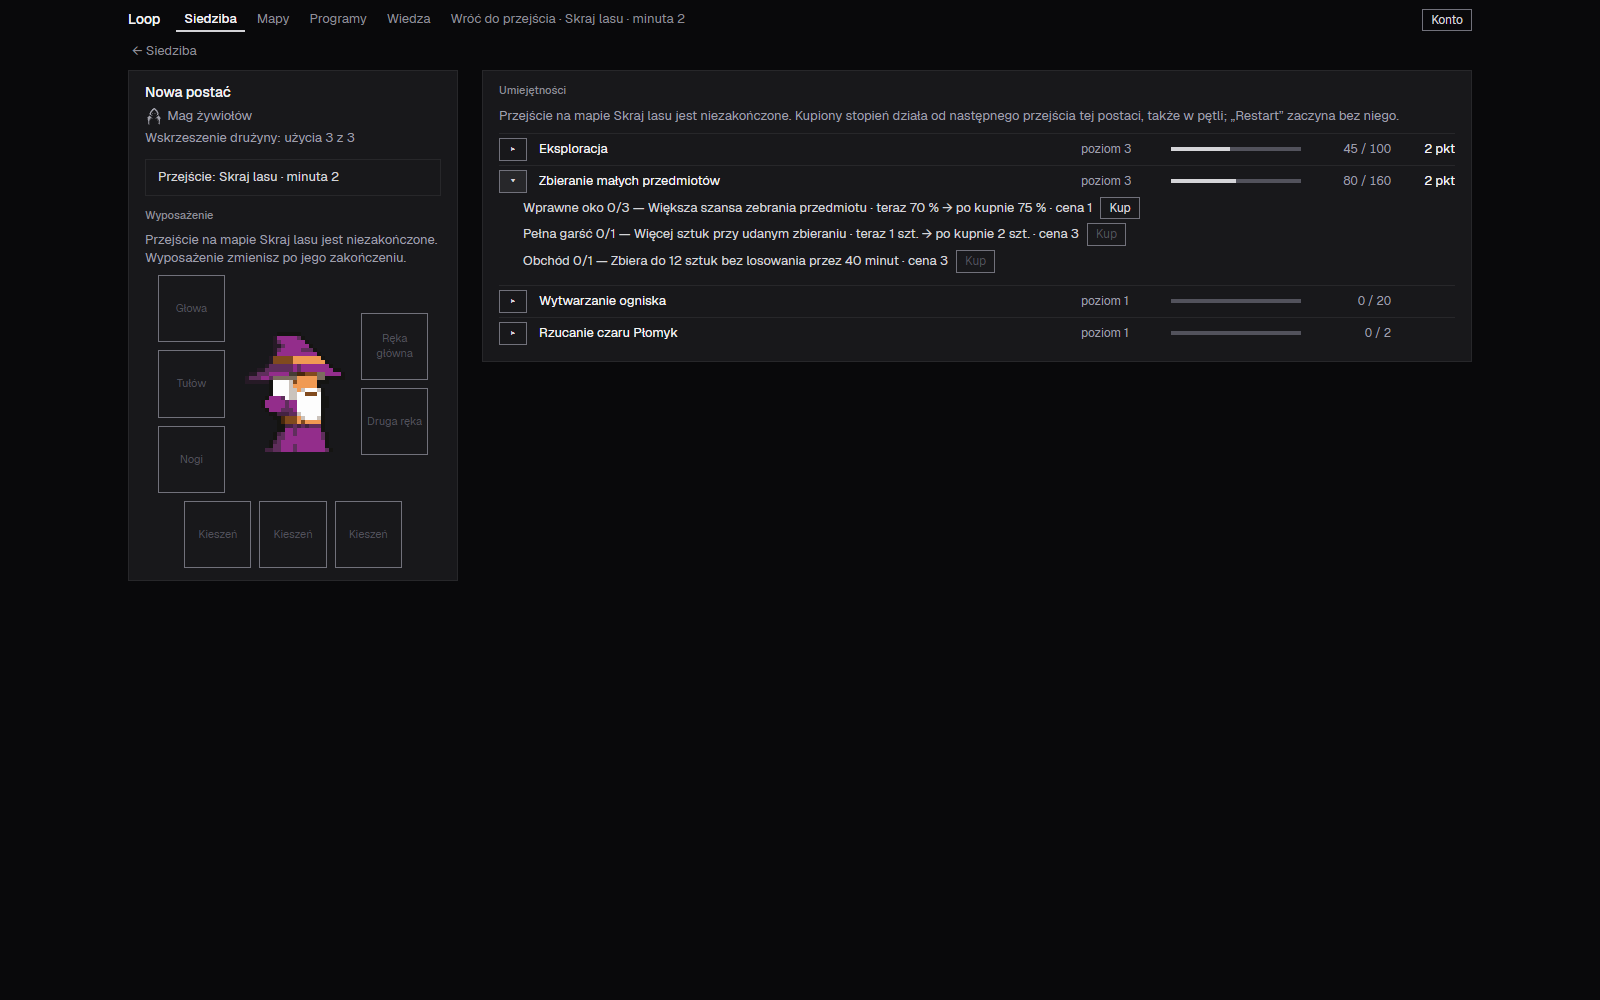 Loop Siedziba Mapy Programy Wiedza Wróć do przejścia · Skraj lasu · minuta 2 Konto
← Siedziba
Nowa postać
Mag żywiołów
Wskrzeszenie drużyny: użycia 3 z 3
Przejście: Skraj lasu · minuta 2
Wyposażenie
Przejście na mapie Skraj lasu jest niezakończone.
Wyposażenie zmienisz po jego zakończeniu.
Głowa
Ręka
główna
Tułów
Druga ręka
Nogi
Kieszeń Kieszeń Kieszeń
Umiejętności
Przejście na mapie Skraj lasu jest niezakończone. Kupiony stopień działa od następnego przejścia tej postaci, także w pętli; „Restart” zaczyna bez niego.
Eksploracja poziom 3 45 / 100 2 pkt
Zbieranie małych przedmiotów poziom 3 80 / 160 2 pkt
Wprawne oko 0/3 — Większa szansa zebrania przedmiotu · teraz 70 % → po kupnie 75 % · cena 1 Kup
Pełna garść 0/1 — Więcej sztuk przy udanym zbieraniu · teraz 1 szt. → po kupnie 2 szt. · cena 3 Kup
Obchód 0/1 — Zbiera do 12 sztuk bez losowania przez 40 minut · cena 3 Kup
Wytwarzanie ogniska poziom 1 0 / 20
Rzucanie czaru Płomyk poziom 1 0 / 2